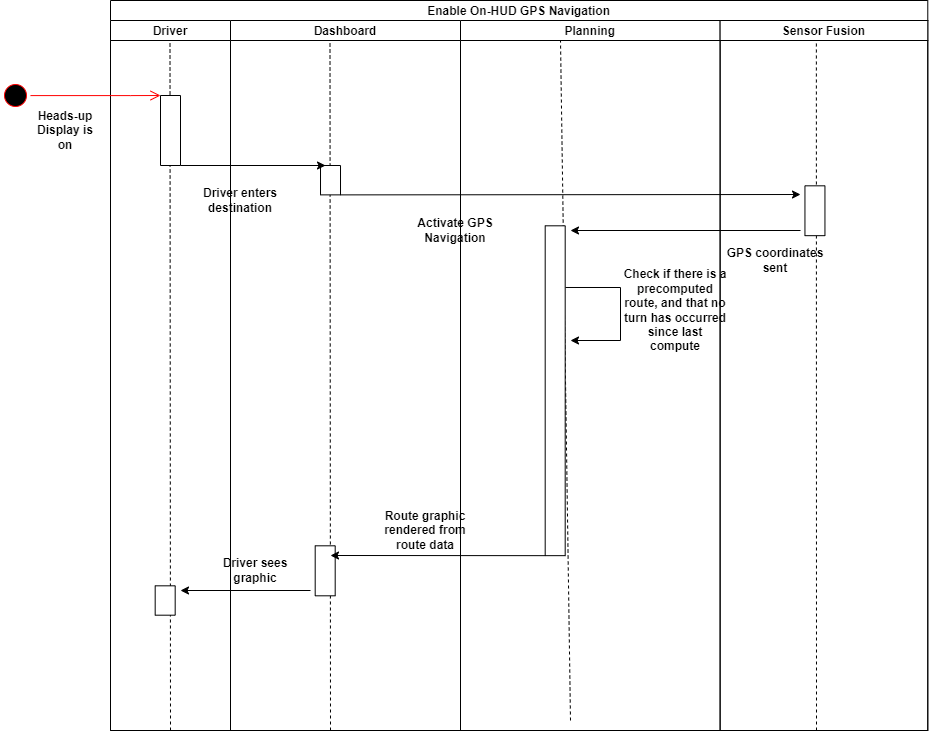 Enable On-HUD GPS Navigation
Driver
Dashboard
Planning
Sensor Fusion
Heads-up
Display is
on
Driver enters
destination
Activate GPS
Navigation
GPS coordinates
sent
Check if there is a
precomputed
route, and that no
turn has occurred
since last
compute
Route graphic
rendered from
route data
Driver sees
graphic